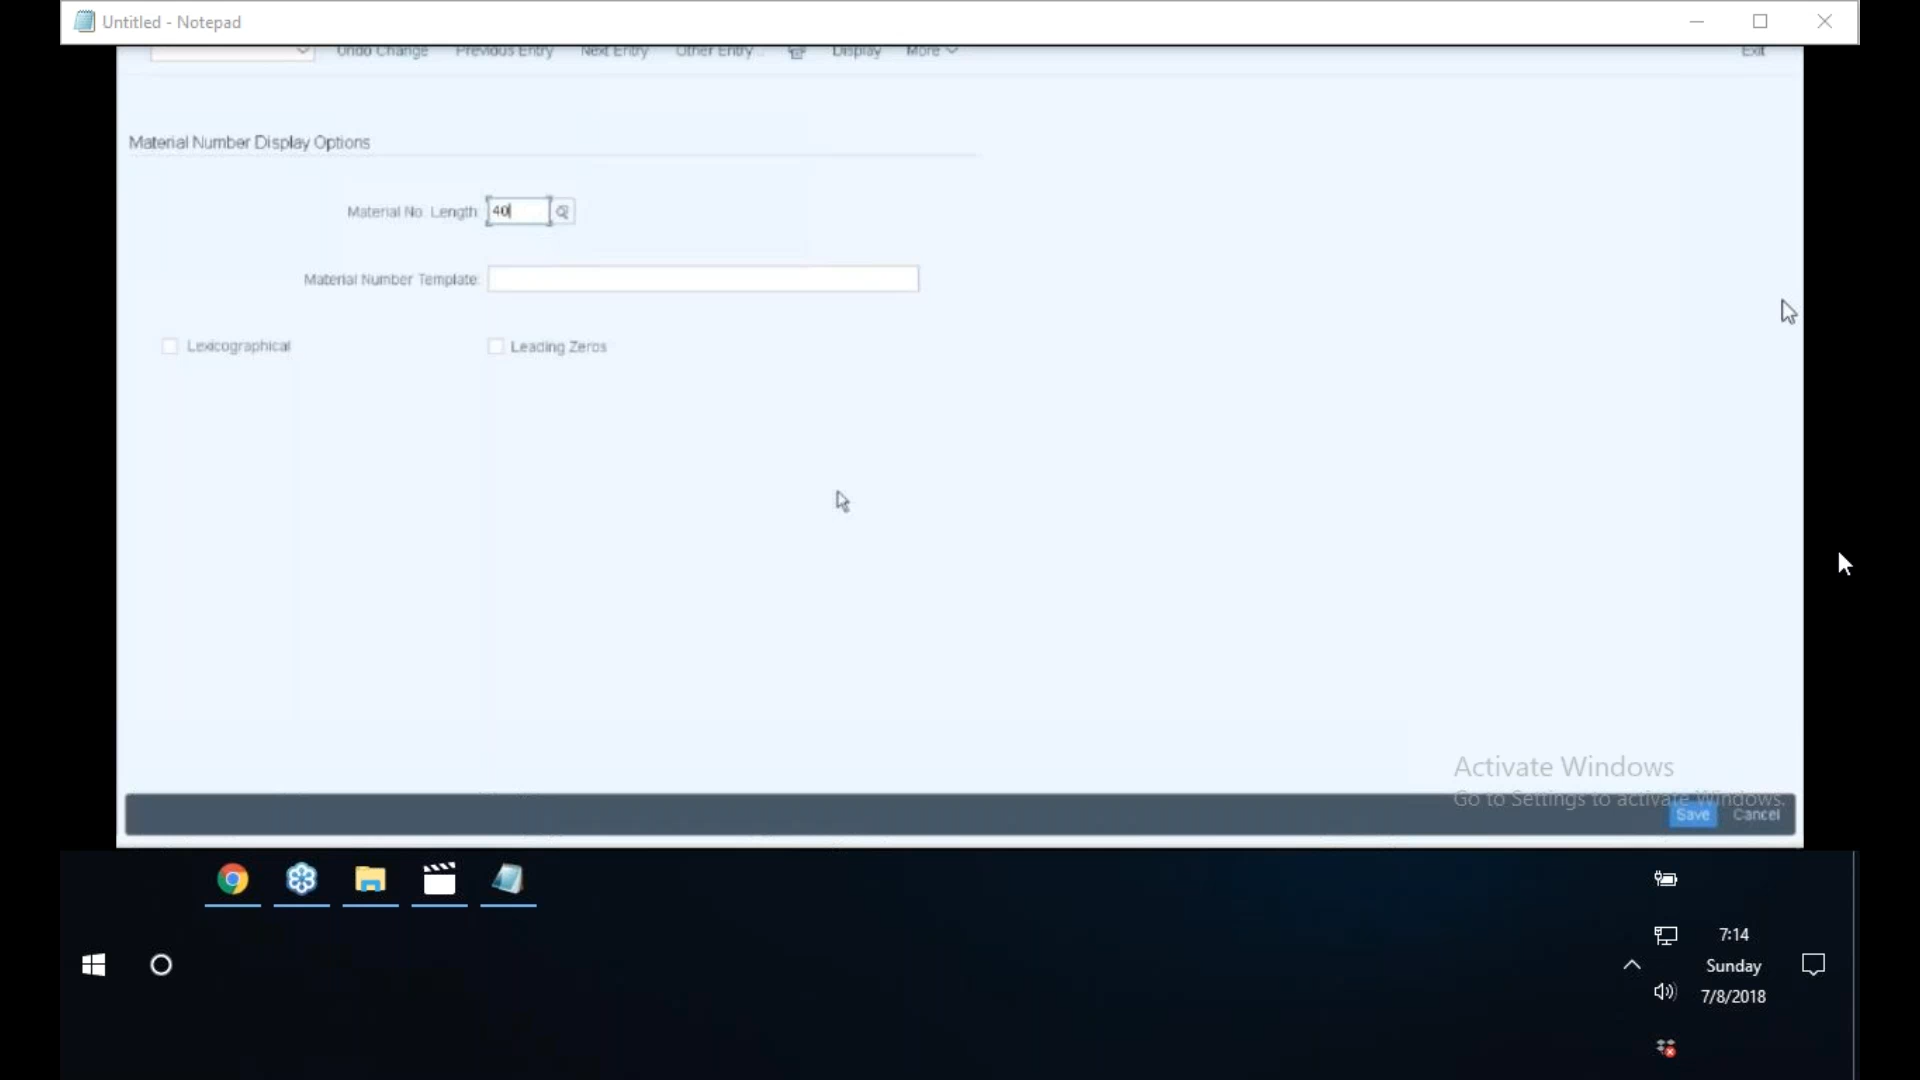 Untitled - Notepad
Undo Change Previous Entry Next Entry Other Entry... Display More Exit
Material Number Display Options
Material No. Length: 40
Material Number Template:
Lexicographical Leading Zeros
Activate Windows
Go to Settings to activate Windows.
Save Cancel
7:14
Sunday
7/8/2018